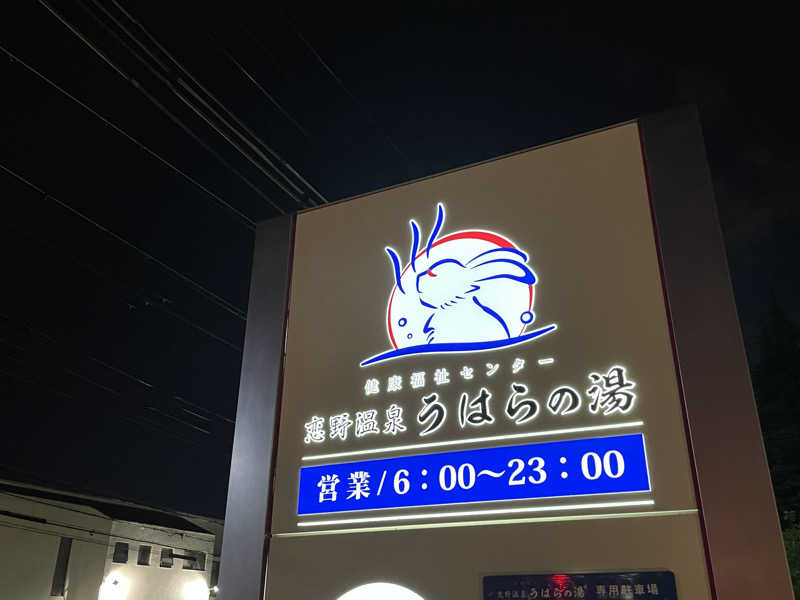 健康福祉センター
恋野温泉 うはらの湯
営業/6：00〜23：00
恋野温泉 うはらの湯 専用駐車場